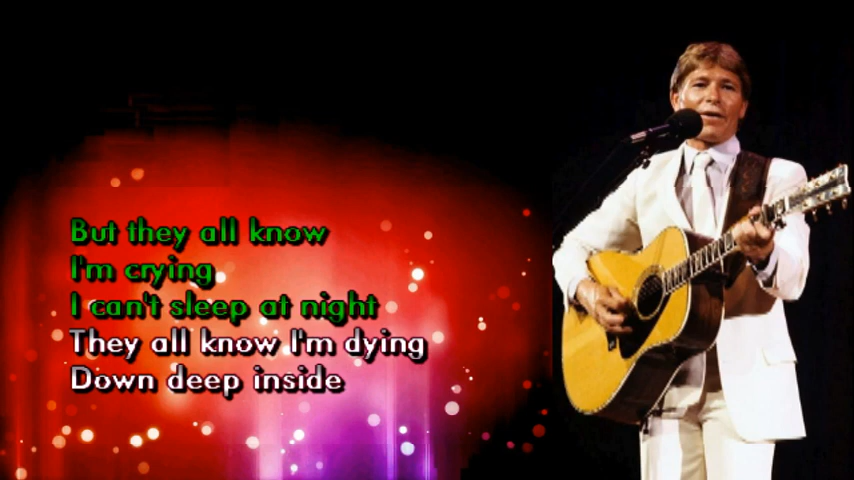 But they all know
I'm crying
I can't sleep at night
They all know I'm dying
Down deep inside